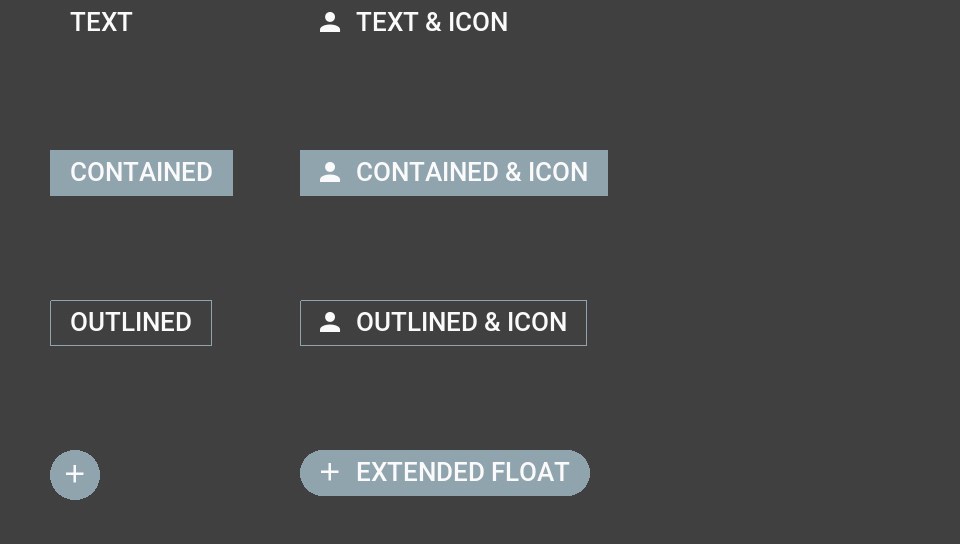 TEXT
TEXT & ICON
CONTAINED
CONTAINED & ICON
OUTLINED
OUTLINED & ICON
+
+ EXTENDED FLOAT